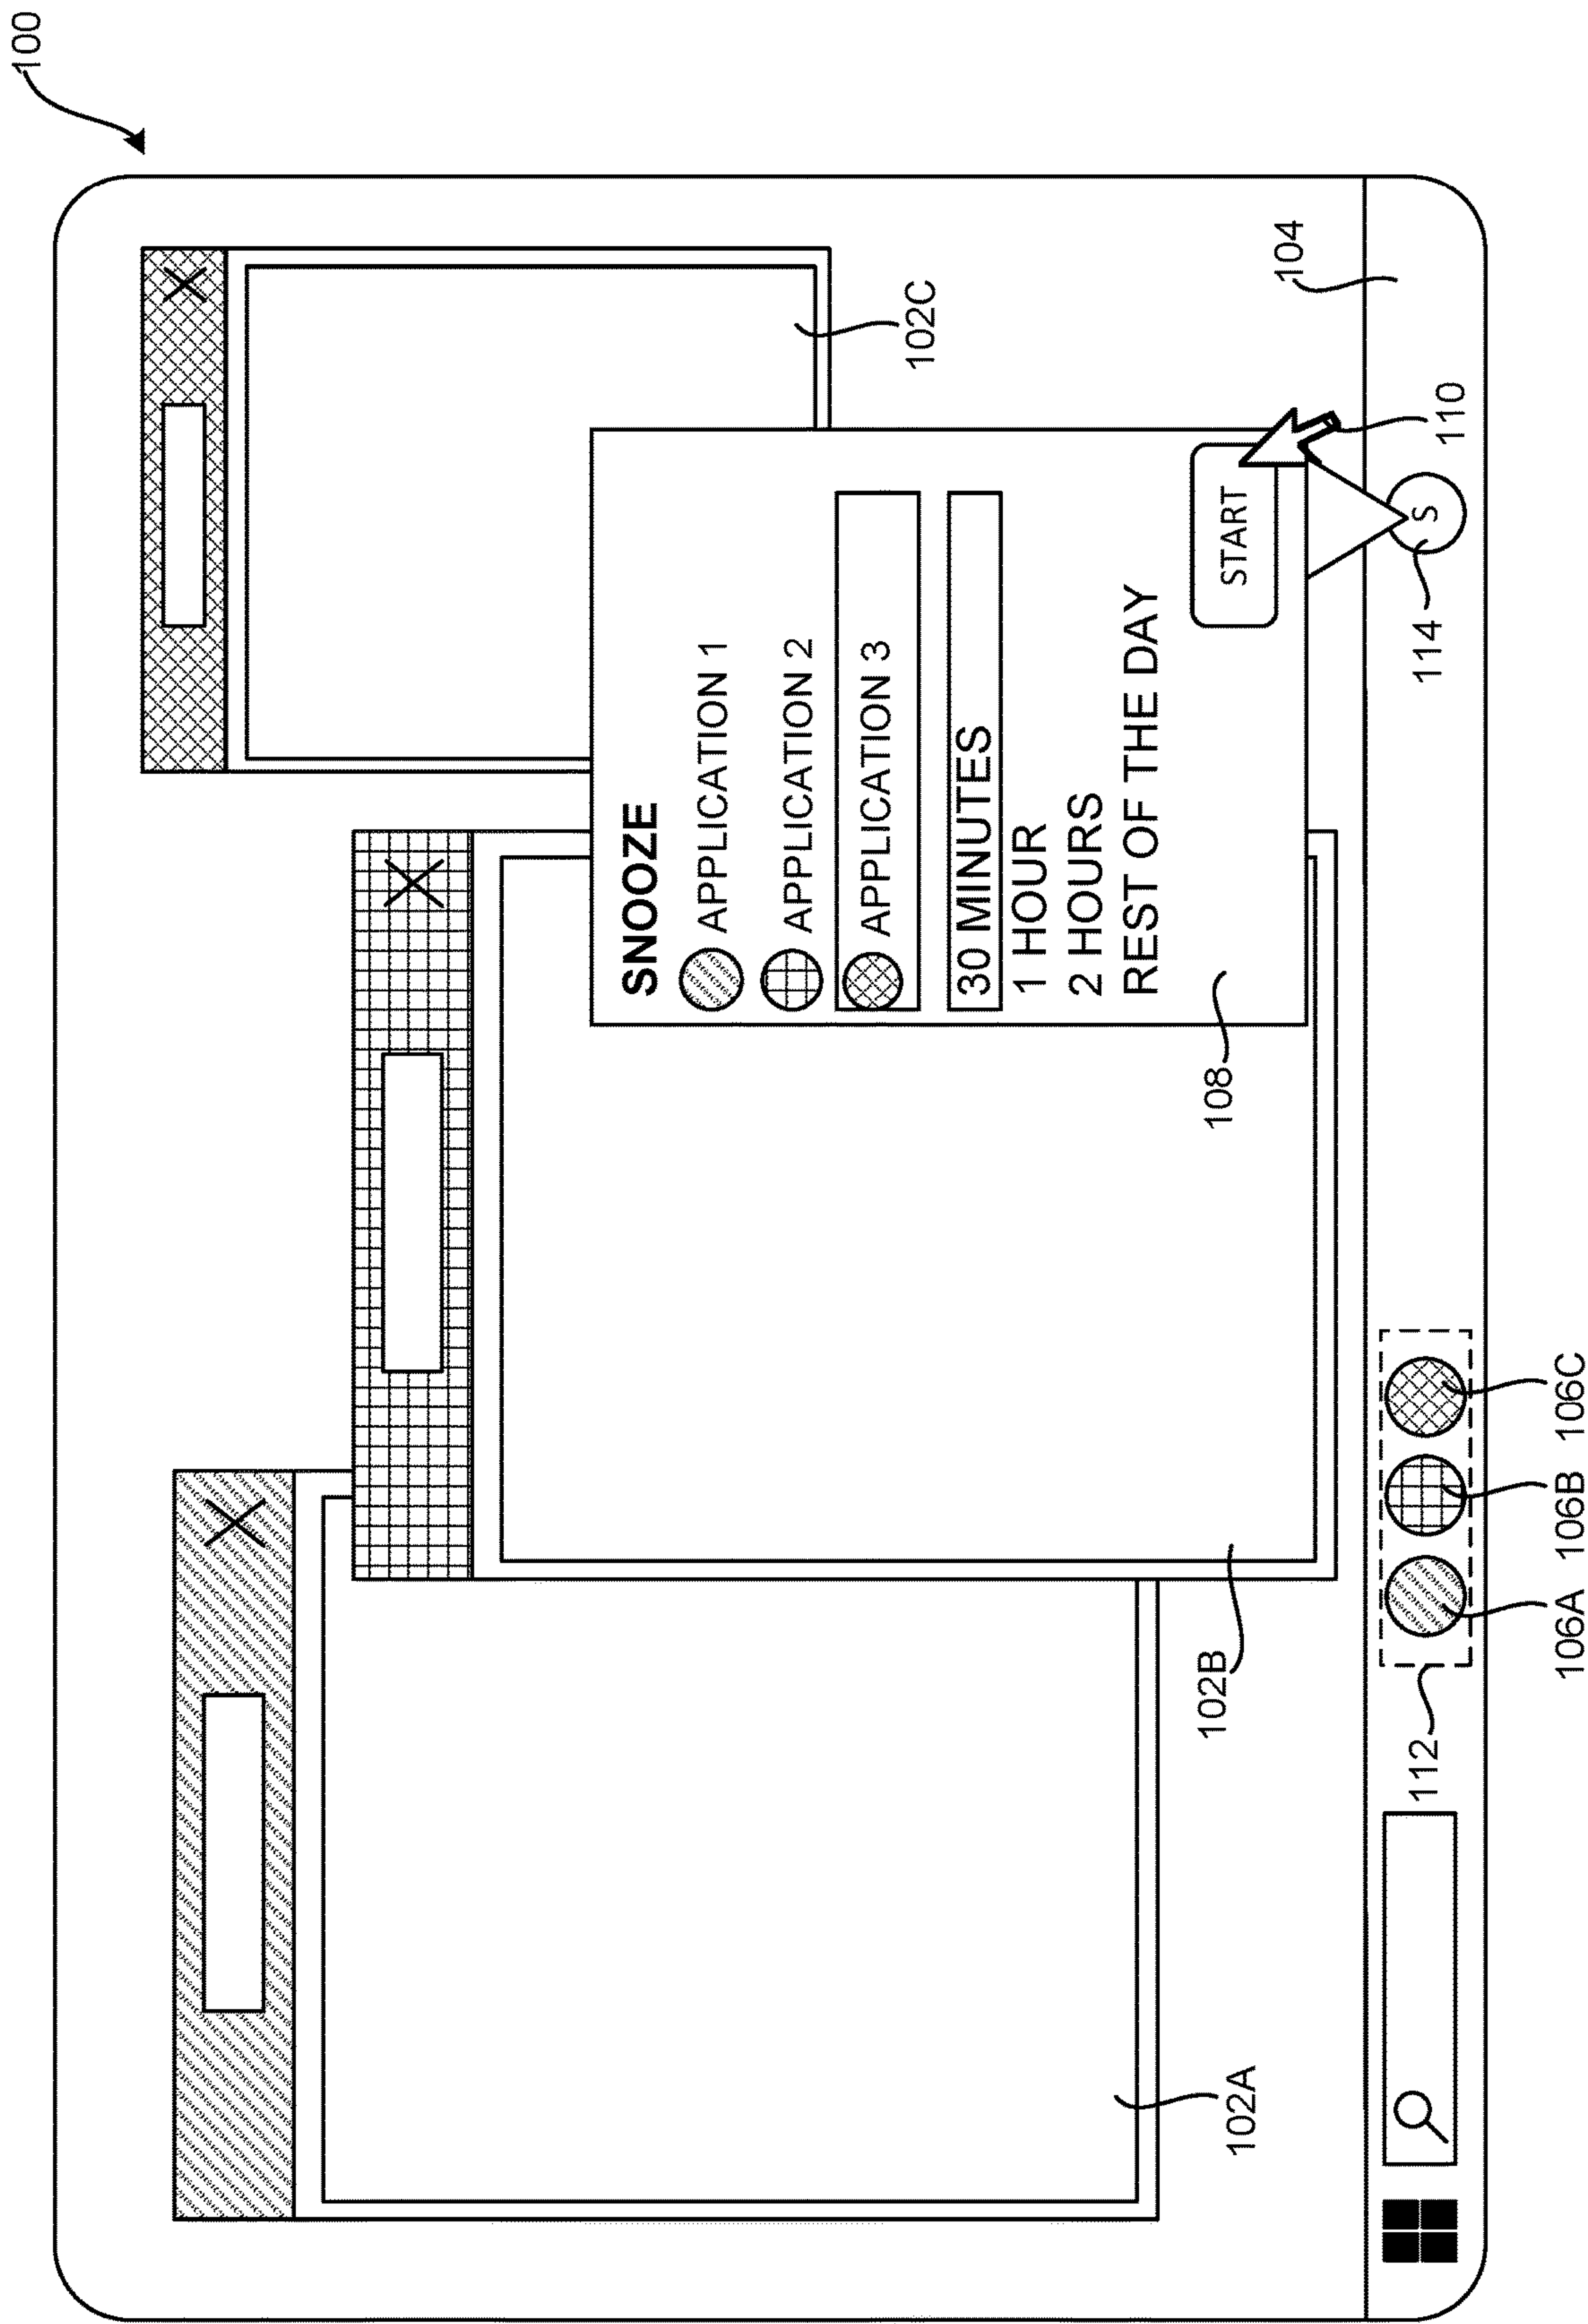 100
102C
SNOOZE
APPLICATION 1
APPLICATION 2
APPLICATION 3
30 MINUTES
1 HOUR
2 HOURS
REST OF THE DAY
START
108
104
110
S
114
102A
102B
112
106A
106B
106C